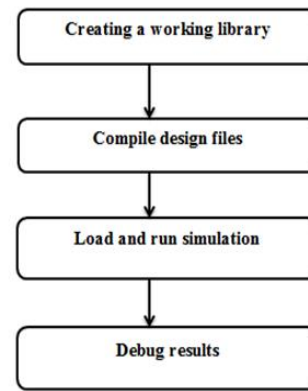 Creating a working library
Compile design files
Load and run simulation
Debug results